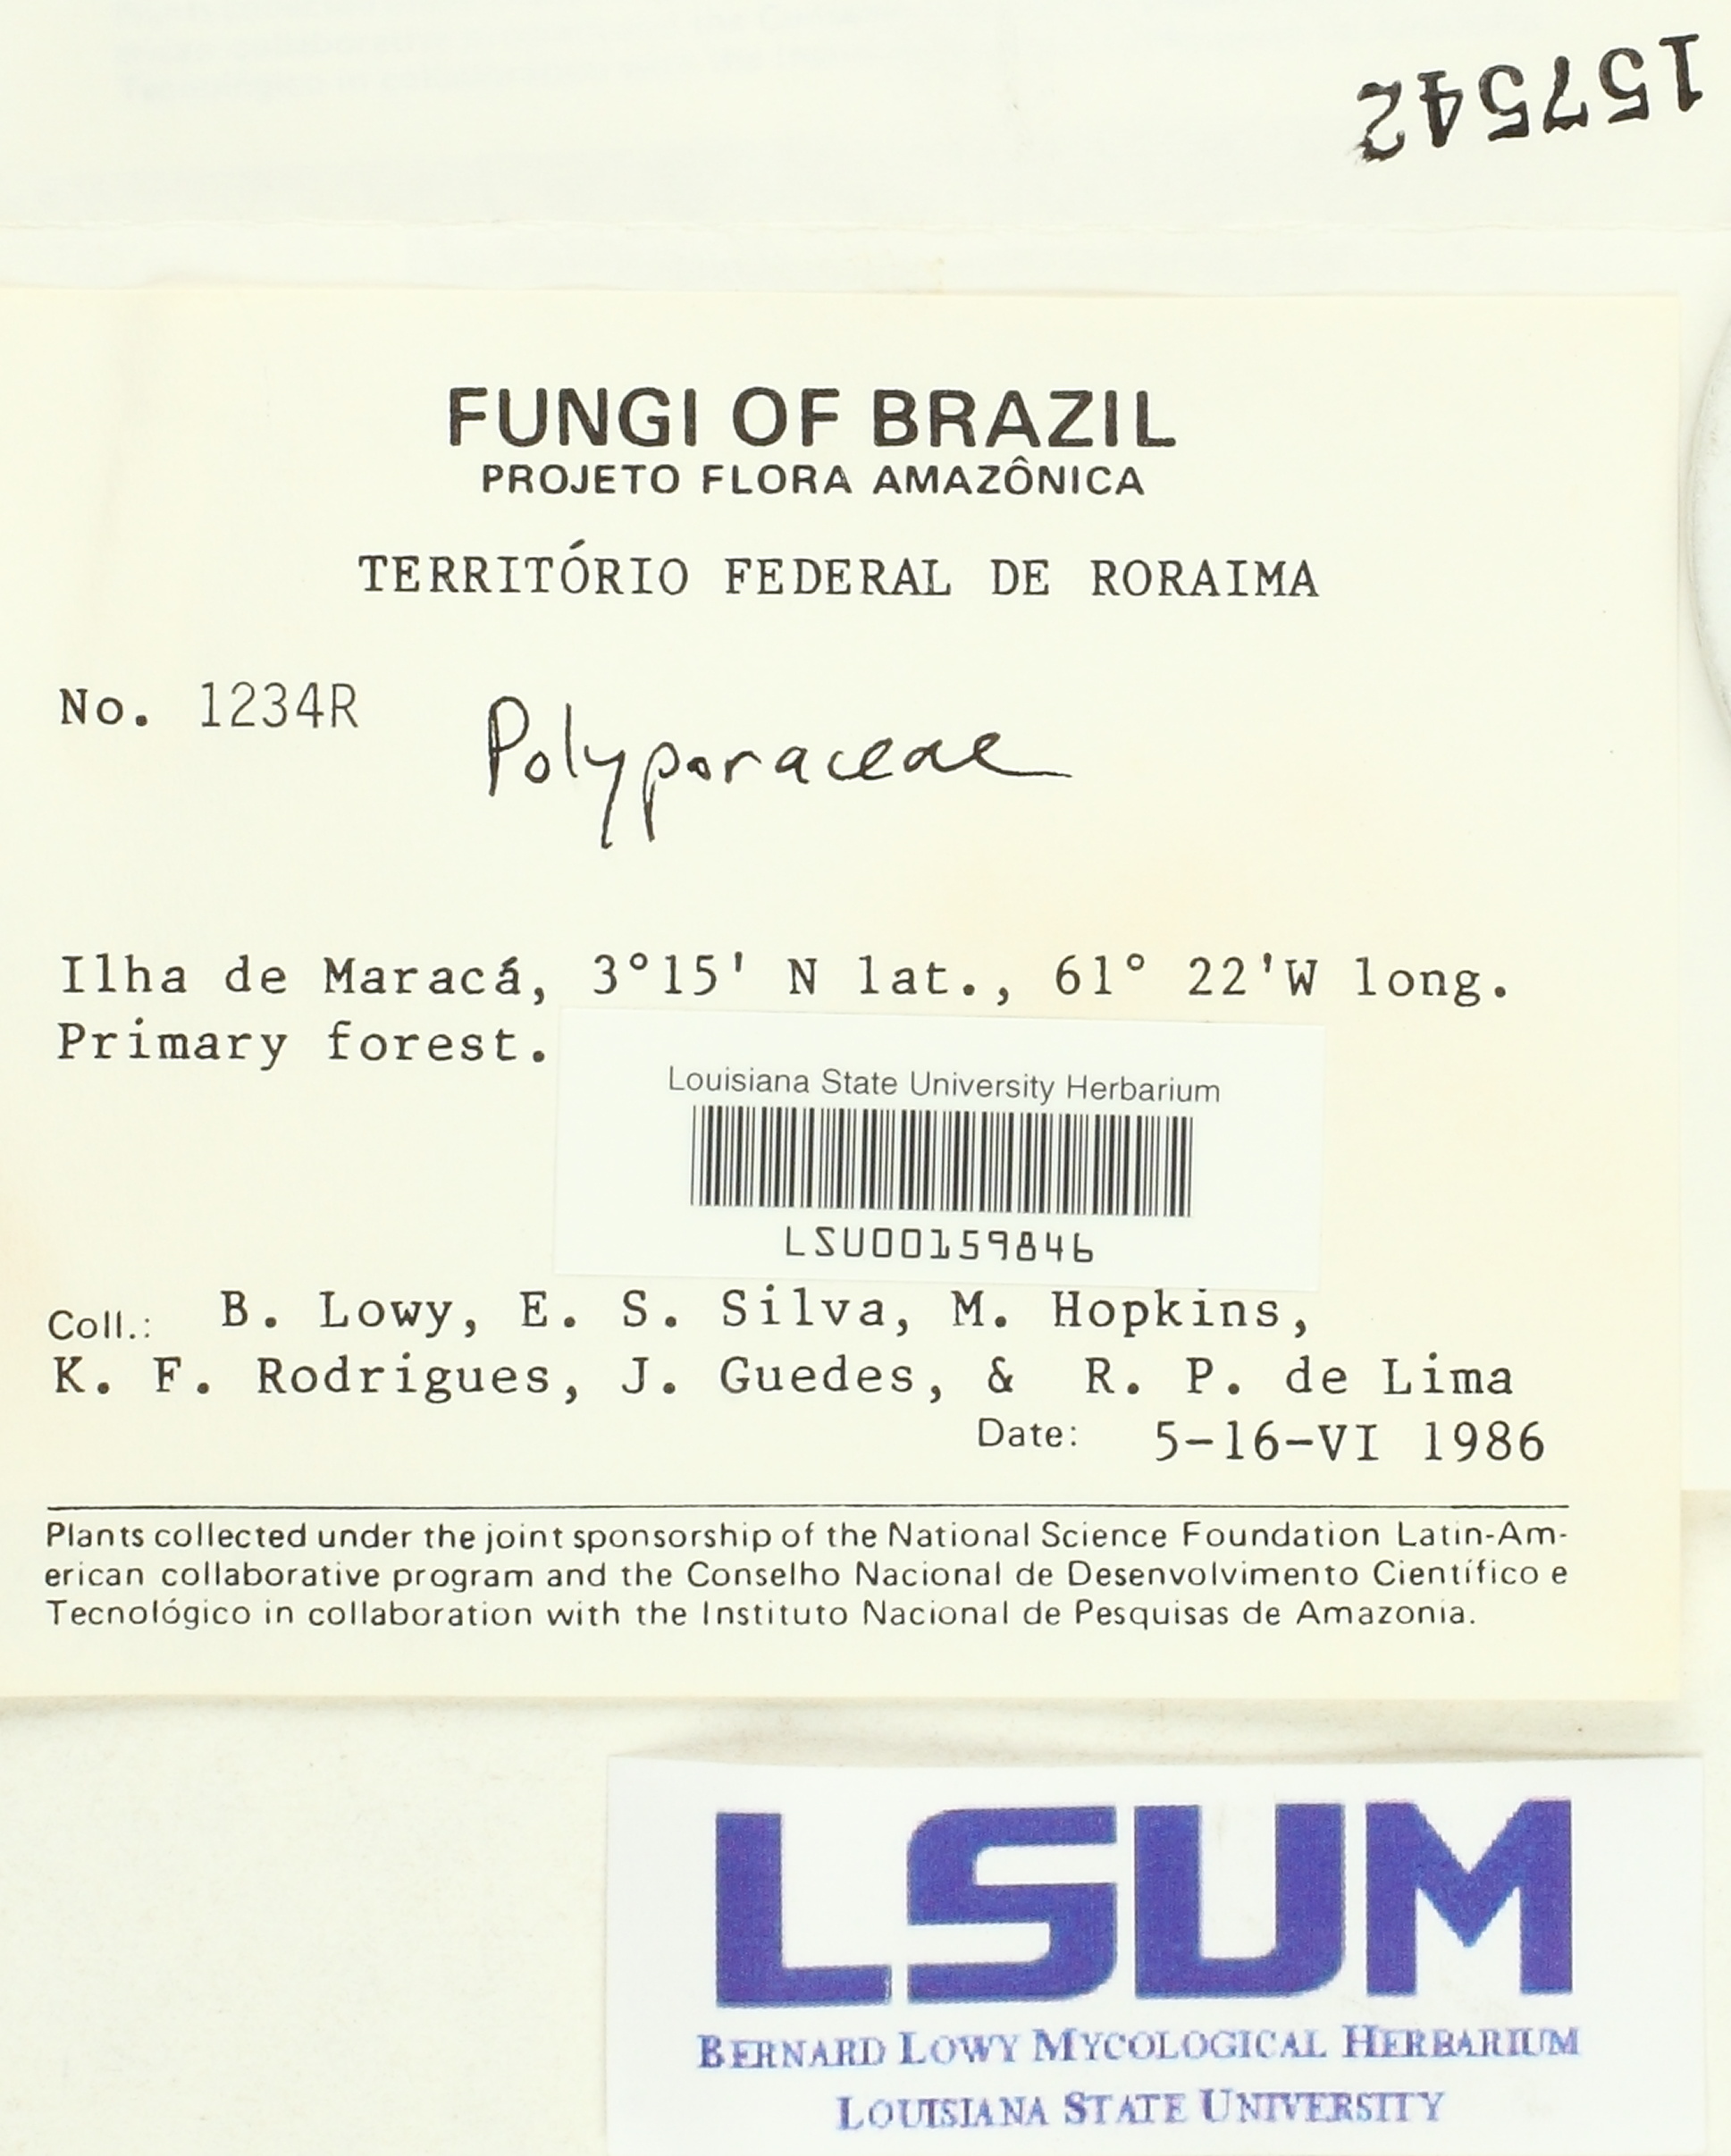 157542
FUNGI OF BRAZIL
PROJETO FLORA AMAZÔNICA
TERRITÓRIO FEDERAL DE RORAIMA
No. 1234R Polyporaceae
Ilha de Maracá, 3°15' N lat., 61° 22'W long.
Primary forest.
Louisiana State University Herbarium
LSU00159846
Coll.: B. Lowy, E. S. Silva, M. Hopkins,
K. F. Rodrigues, J. Guedes, & R. P. de Lima
Date: 5-16-VI 1986
Plants collected under the joint sponsorship of the National Science Foundation Latin-Am-
erican collaborative program and the Conselho Nacional de Desenvolvimento Científico e
Tecnológico in collaboration with the Instituto Nacional de Pesquisas de Amazonia.
LSUM
BERNARD LOWY MYCOLOGICAL HERBARIUM
LOUISIANA STATE UNIVERSITY